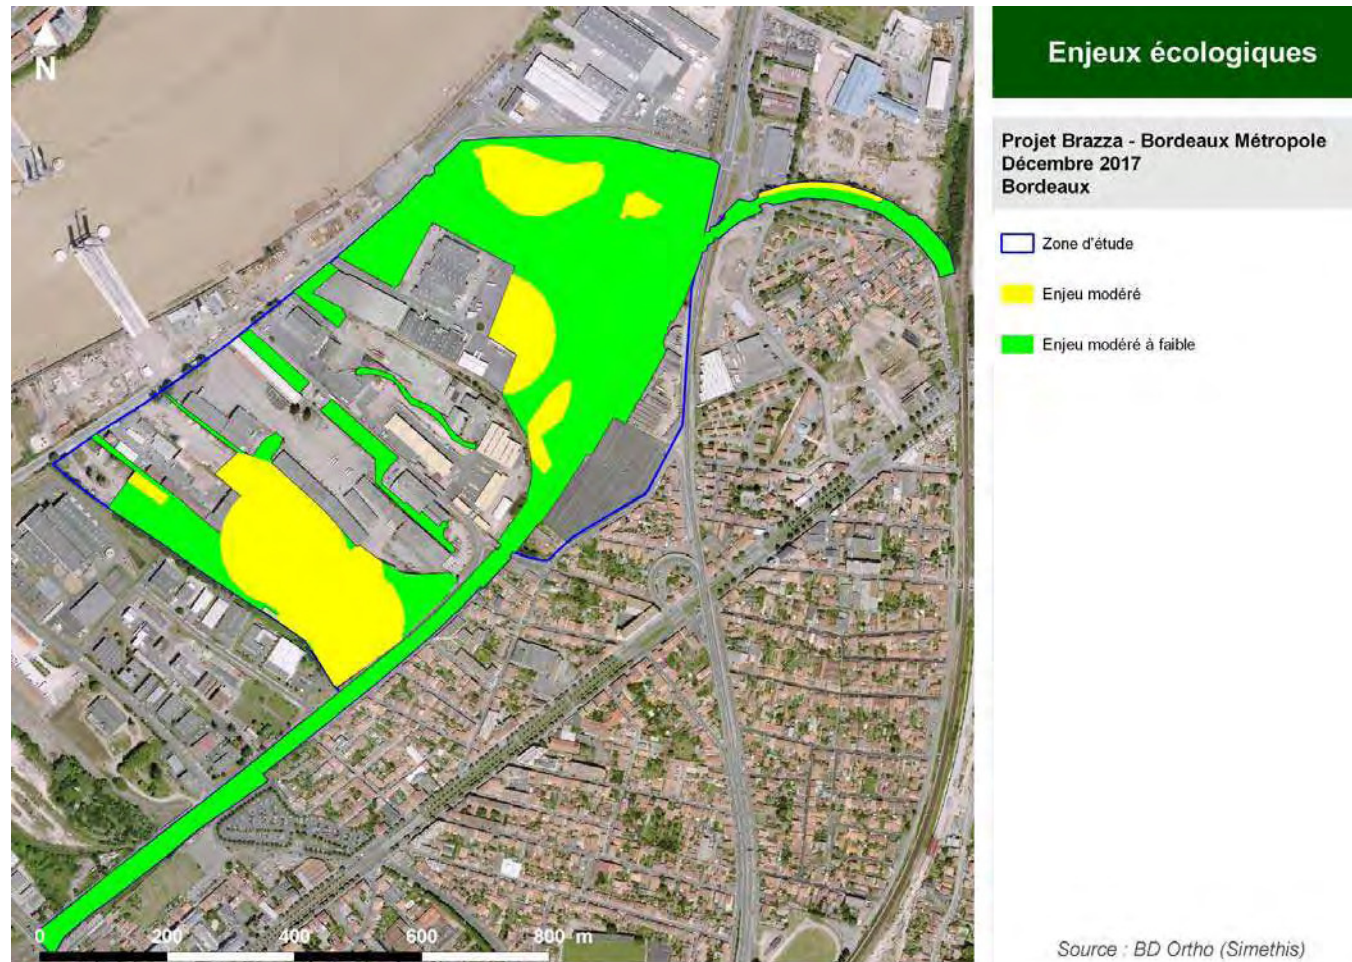 N
Enjeux écologiques
Projet Brazza - Bordeaux Métropole
Décembre 2017
Bordeaux
Zone d'étude
Enjeu modéré
Enjeu modéré à faible
0 200 400 600 800 m
Source : BD Ortho (Simethis)